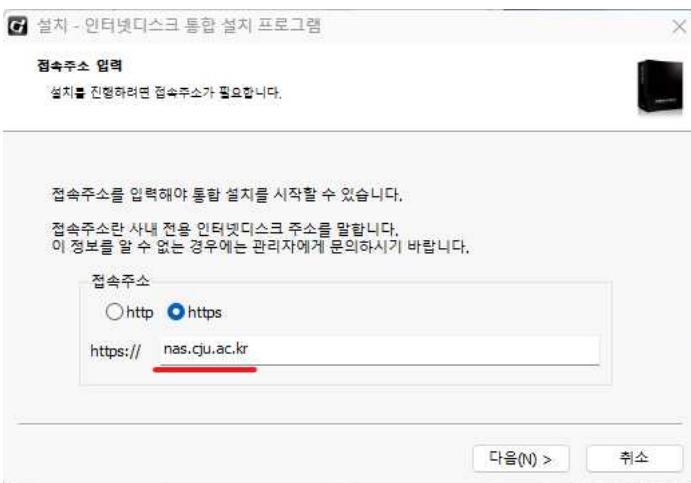 설치 - 인터넷디스크 통합 설치 프로그램
접속주소 입력
설치를 진행하려면 접속주소가 필요합니다.
접속주소를 입력해야 통합 설치를 시작할 수 있습니다.
접속주소란 사내 전용 인터넷디스크 주소를 말합니다.
이 정보를 알 수 없는 경우에는 관리자에게 문의하시기 바랍니다.
접속주소
http https
https:// nas.cju.ac.kr
다음(N) > 취소